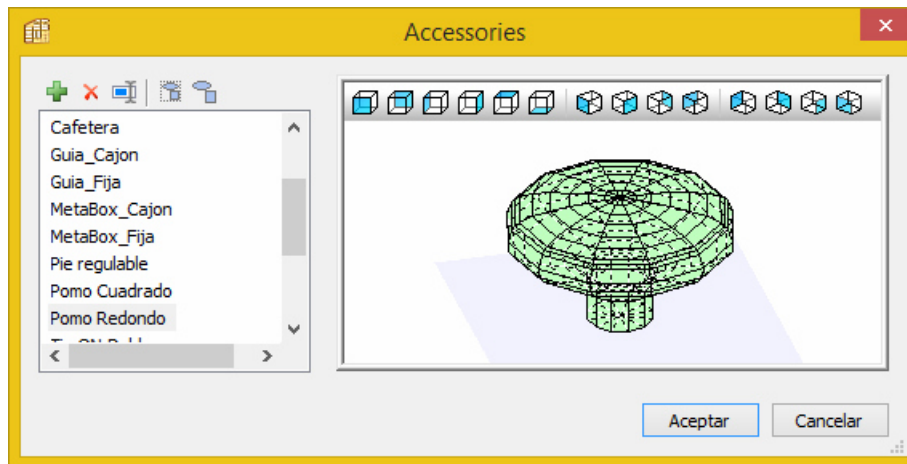 Accessories
Cafetera
Guia_Cajon
Guia_Fija
MetaBox_Cajon
MetaBox_Fija
Pie regulable
Pomo Cuadrado
Pomo Redondo
Aceptar
Cancelar